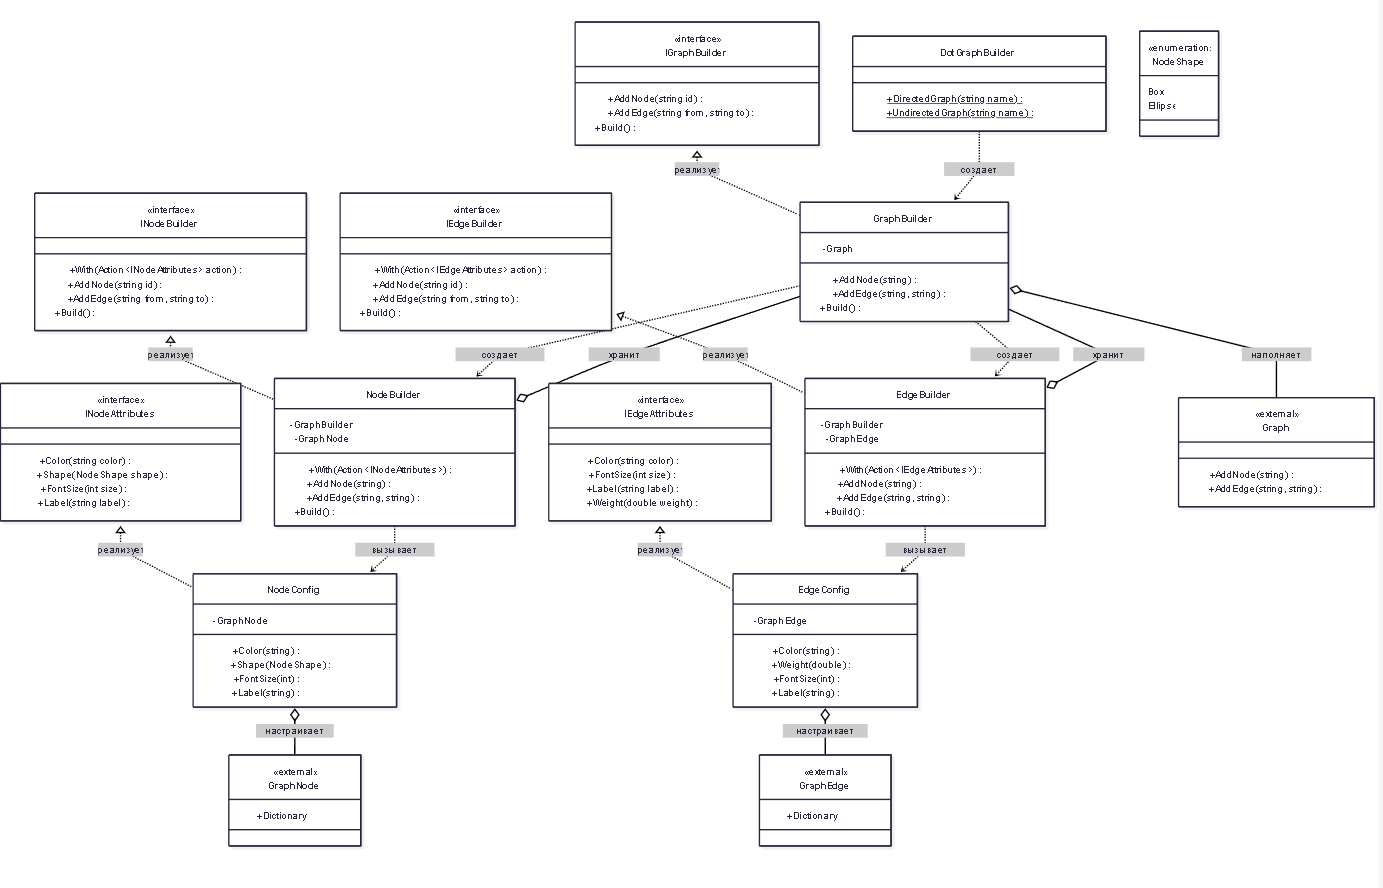 «interface»
IGraphBuilder
+AddNode(string id) :
+AddEdge(string from, string to) :
+Build() :
DotGraphBuilder
+DirectedGraph(string name) :
+UndirectedGraph(string name) :
«enumeration:
NodeShape
Box
Ellipse
реализует
создает
«interface»
INodeBuilder
+With(Action<INodeAttributes> action) :
+AddNode(string id) :
+AddEdge(string from, string to) :
+Build() :
«interface»
IEdgeBuilder
+With(Action<IEdgeAttributes> action) :
+AddNode(string id) :
+AddEdge(string from, string to) :
+Build() :
GraphBuilder
-Graph
+AddNode(string) :
+AddEdge(string, string) :
+Build() :
реализует
создает
хранит
реализует
создает
хранит
наполняет
«interface»
INodeAttributes
+Color(string color) :
+Shape(NodeShape shape) :
+FontSize(int size) :
+Label(string label) :
NodeBuilder
-GraphBuilder
-GraphNode
+With(Action<INodeAttributes>) :
+AddNode(string) :
+AddEdge(string, string) :
+Build() :
«interface»
IEdgeAttributes
+Color(string color) :
+FontSize(int size) :
+Label(string label) :
+Weight(double weight) :
EdgeBuilder
-GraphBuilder
-GraphEdge
+With(Action<IEdgeAttributes>) :
+AddNode(string) :
+AddEdge(string, string) :
+Build() :
«external»
Graph
+AddNode(string) :
+AddEdge(string, string) :
реализует
вызывает
реализует
вызывает
NodeConfig
-GraphNode
+Color(string) :
+Shape(NodeShape) :
+FontSize(int) :
+Label(string) :
EdgeConfig
-GraphEdge
+Color(string) :
+Weight(double) :
+FontSize(int) :
+Label(string) :
настраивает
настраивает
«external»
GraphNode
+Dictionary
«external»
GraphEdge
+Dictionary